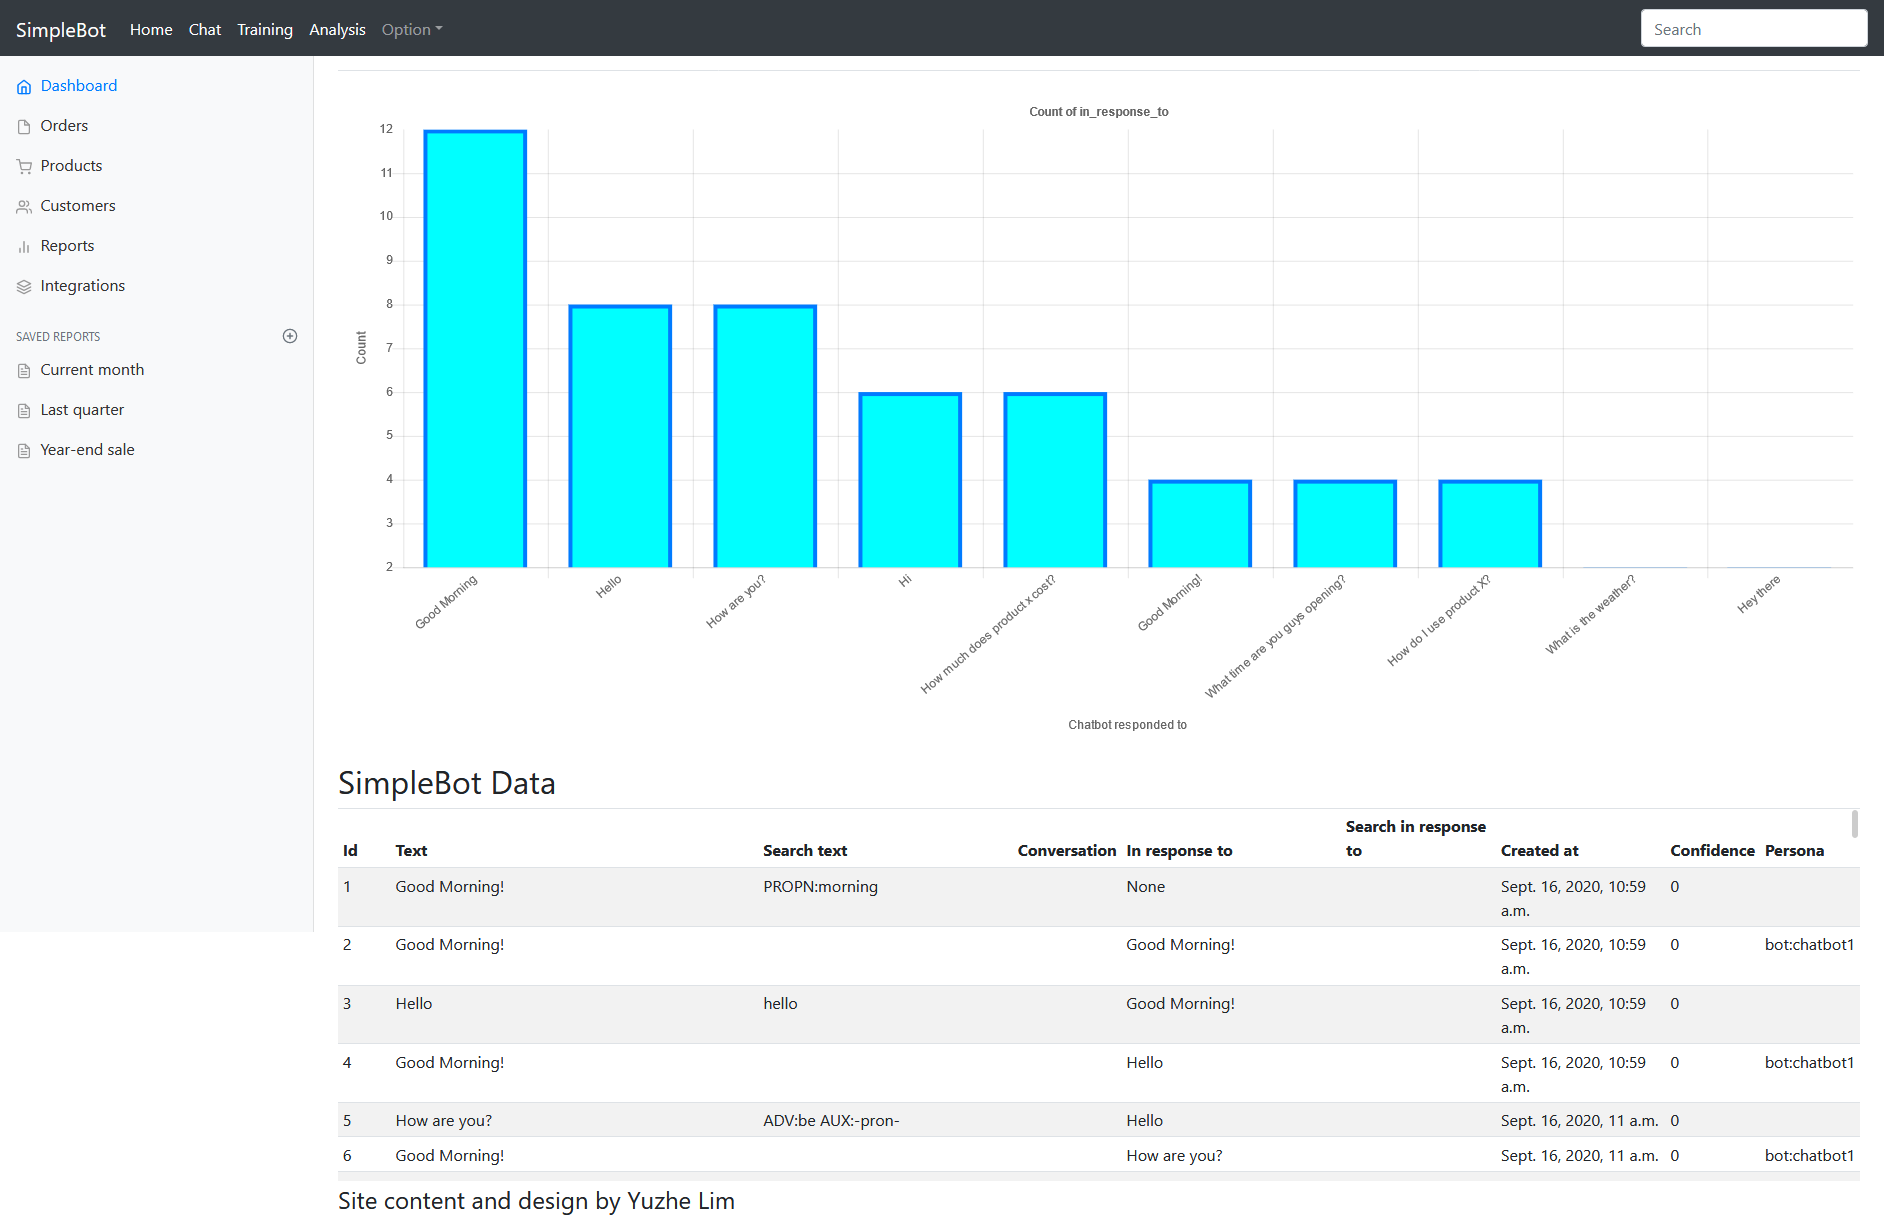 SimpleBot Home Chat Training Analysis Option Search
Dashboard
Orders
Products
Customers
Reports
Integrations
SAVED REPORTS
Current month
Last quarter
Year-end sale
Count of in_response_to
12
11
10
9
8
7
6
5
4
3
2
Count
Good Morning
Hello
How are you?
Hi
How much does product x cost?
Good Morning!
What time are you guys opening?
How do I use product X?
What is the weather?
Hey there
Chatbot responded to
SimpleBot Data
Id Text Search text Conversation In response to Search in response to Created at Confidence Persona
1 Good Morning! PROPN:morning None Sept. 16, 2020, 10:59 a.m. 0
2 Good Morning! Good Morning! Sept. 16, 2020, 10:59 a.m. 0 bot:chatbot1
3 Hello hello Good Morning! Sept. 16, 2020, 10:59 a.m. 0
4 Good Morning! Hello Sept. 16, 2020, 10:59 a.m. 0 bot:chatbot1
5 How are you? ADV:be AUX:-pron- Hello Sept. 16, 2020, 11 a.m. 0
6 Good Morning! How are you? Sept. 16, 2020, 11 a.m. 0 bot:chatbot1
Site content and design by Yuzhe Lim